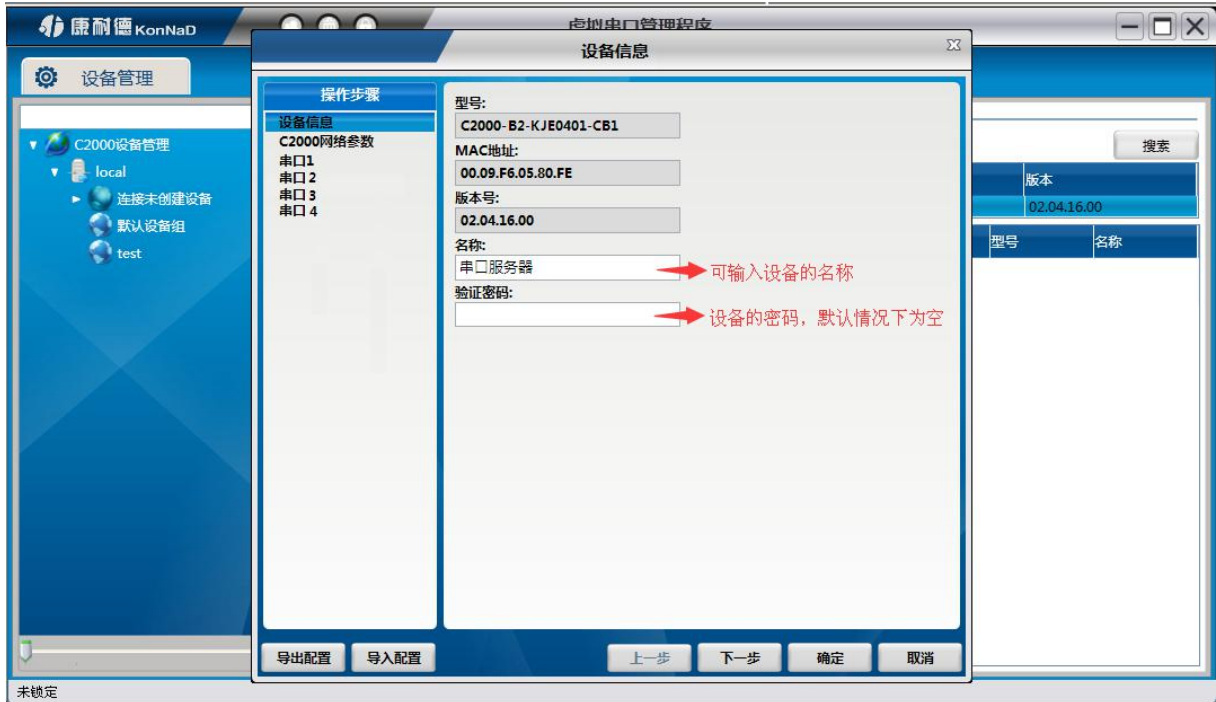 康耐德 KonNaD
虚拟串口管理程序
设备信息
设备管理
操作步骤
设备信息
C2000网络参数
串口1
串口2
串口3
串口4
型号:
C2000-B2-KJE0401-CB1
MAC地址:
00.09.F6.05.80.FE
版本号:
02.04.16.00
名称:
串口服务器
可输入设备的名称
验证密码:
设备的密码，默认情况下为空
C2000设备管理
local
连接未创建设备
默认设备组
test
搜索
版本
02.04.16.00
型号 名称
导出配置 导入配置 上一步 下一步 确定 取消
未锁定